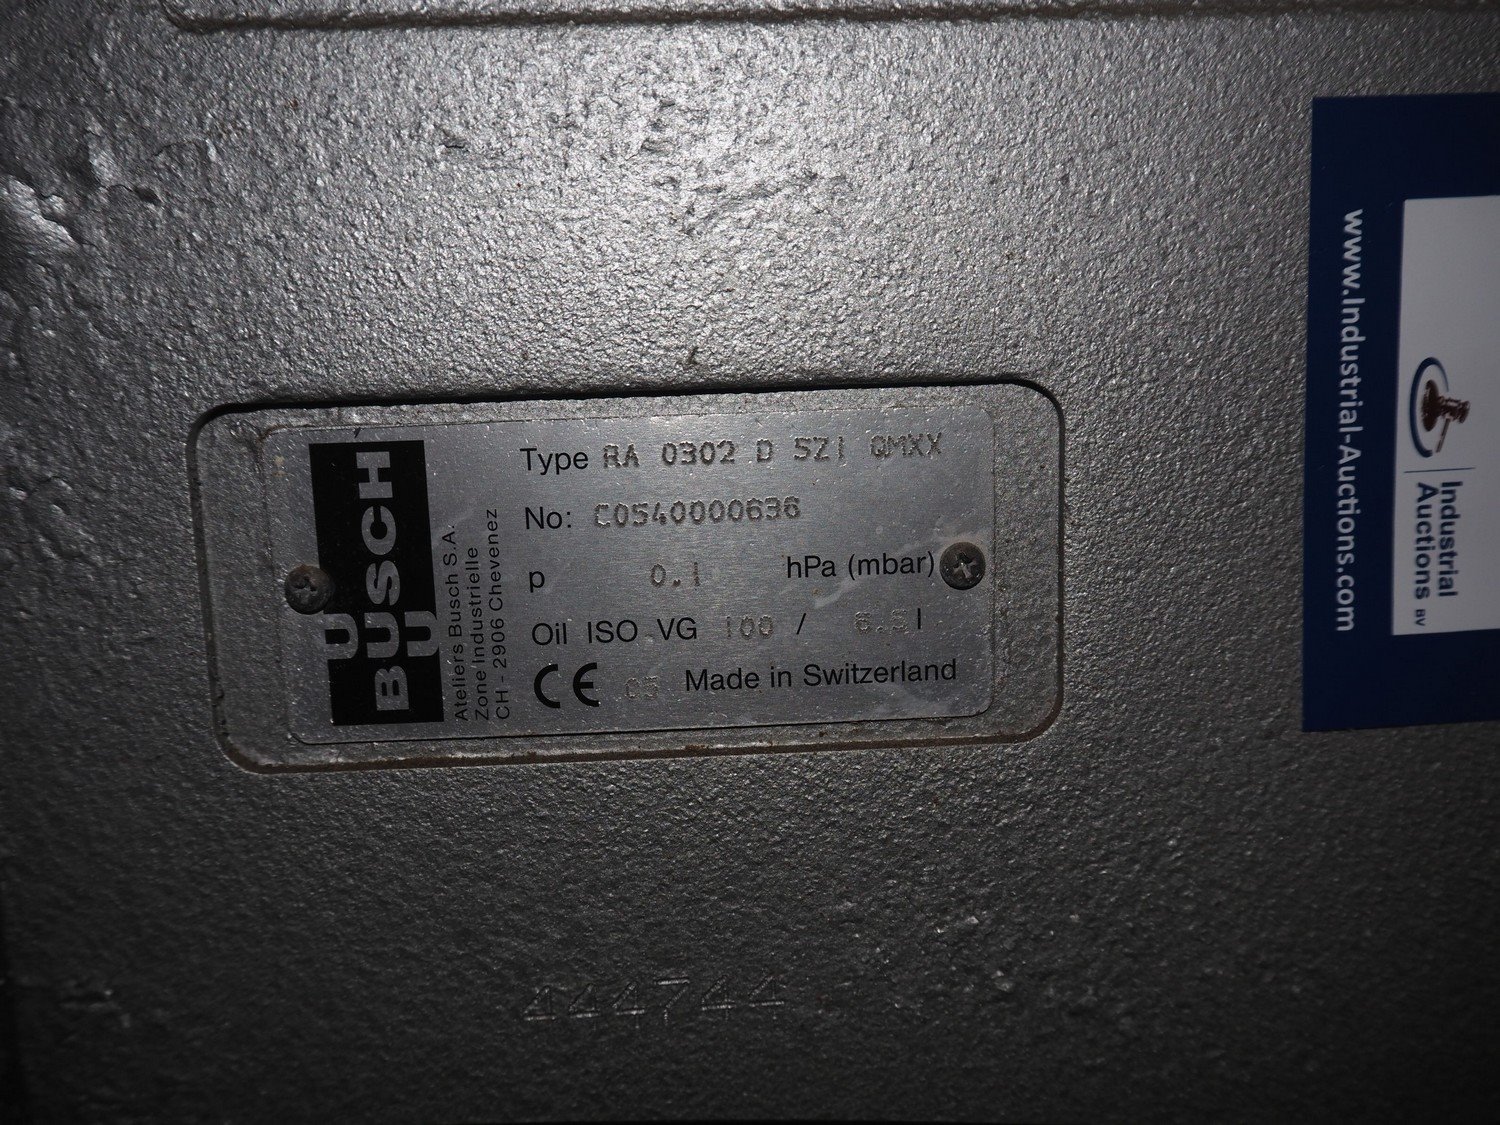 Type RA 0302 D 5Z1 QMXX
No: C0540000636
p 0.1 hPa (mbar)
Oil ISO VG 100 / 6.5 l
CE 05 Made in Switzerland
BUSCH
Ateliers Busch S.A.
Zone Industrielle
CH - 2906 Chevenez
444744
www.Industrial-Auctions.com
Industrial
Auctions BV